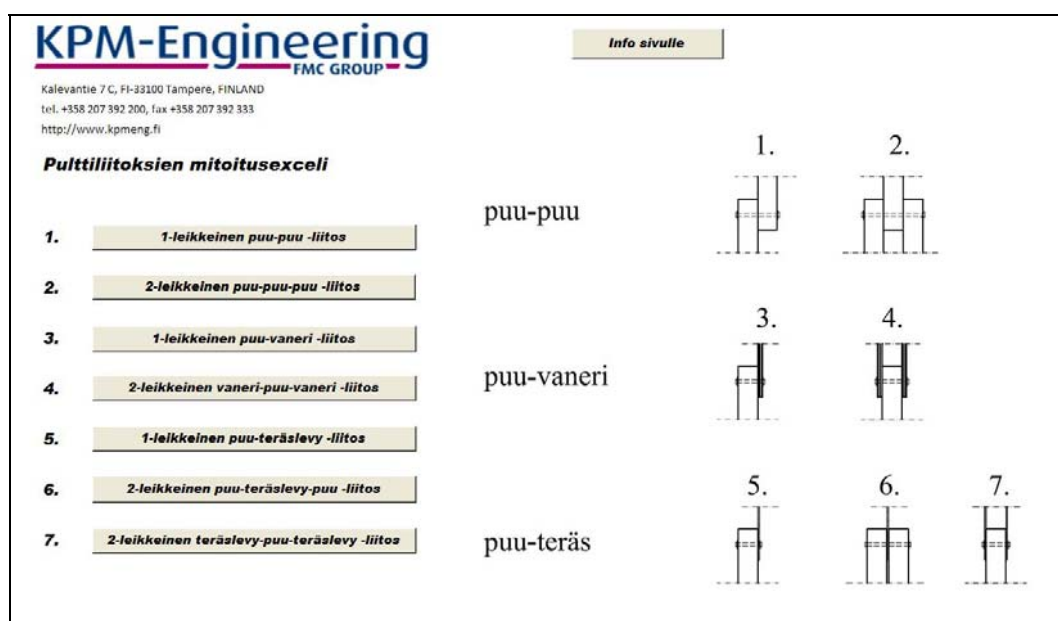 KPM-Engineering
FMC GROUP
Info sivulle
Kalevantie 7 C, FI-33100 Tampere, FINLAND
tel. +358 207 392 200, fax +358 207 392 333
http://www.kpmeng.fi
Pulttiliitoksien mitoitusexceli
1. 1-leikkeinen puu-puu -liitos
2. 2-leikkeinen puu-puu-puu -liitos
3. 1-leikkeinen puu-vaneri -liitos
4. 2-leikkeinen vaneri-puu-vaneri -liitos
5. 1-leikkeinen puu-teräslevy -liitos
6. 2-leikkeinen puu-teräslevy-puu -liitos
7. 2-leikkeinen teräslevy-puu-teräslevy -liitos
1. 2.
puu-puu
3. 4.
puu-vaneri
5. 6. 7.
puu-teräs